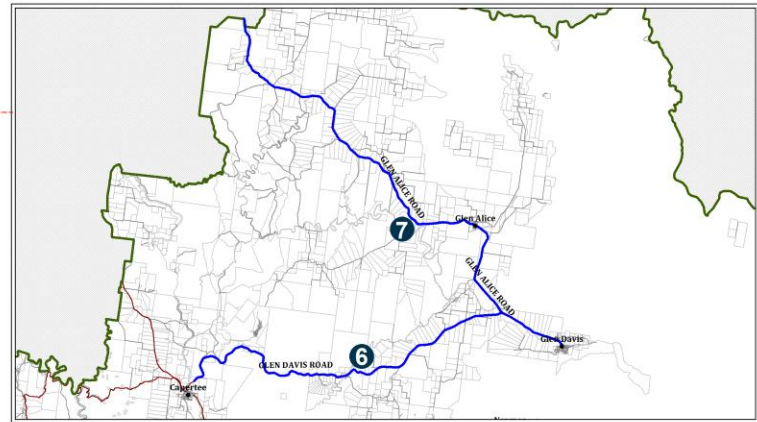 GLEN ALICE ROAD
7
Glen Alice
GLEN ALICE ROAD
Glen Davis
6
GLEN DAVIS ROAD
Capertee